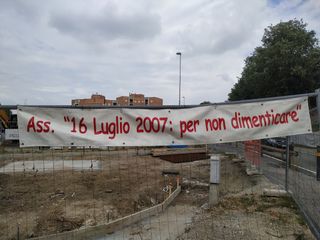 Ass. "16 Luglio 2007: per non dimenticare"